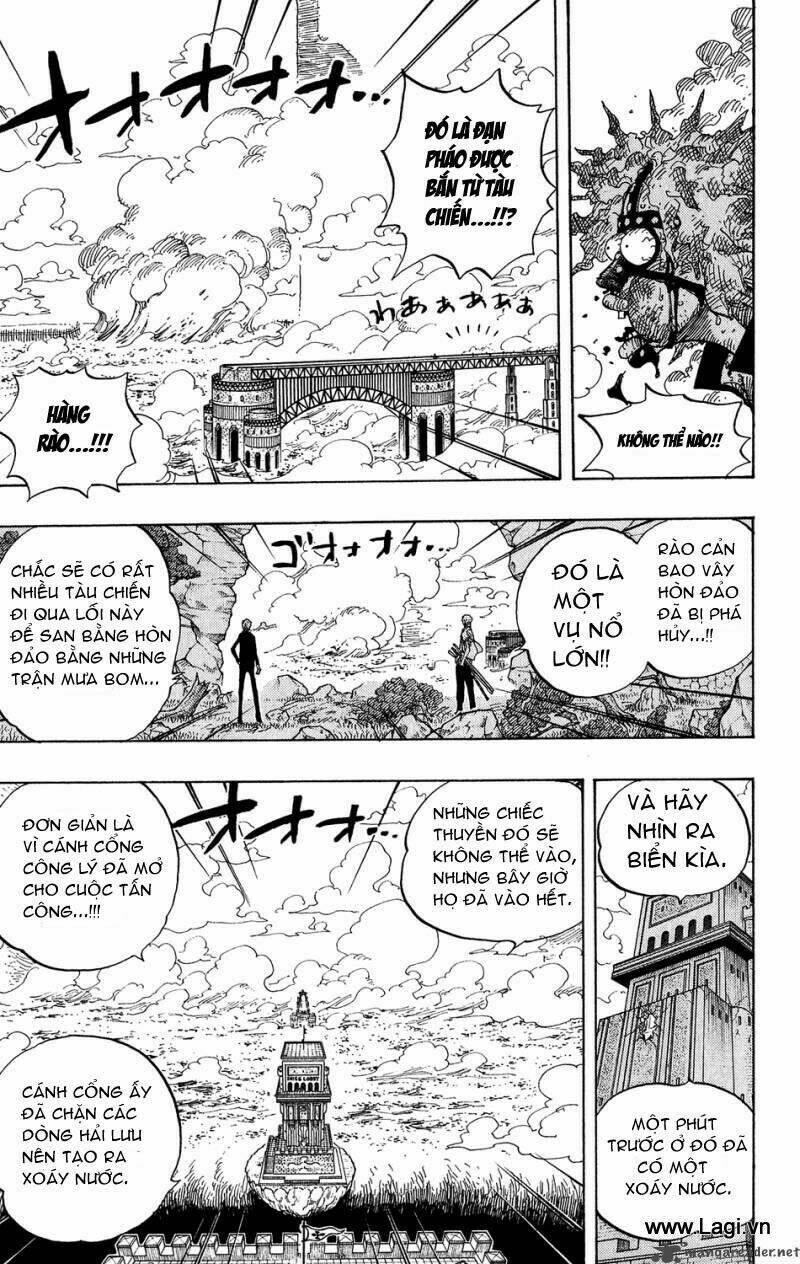 KHÔNG THỂ NÀO!!
オオオオ...
ĐÓ LÀ ĐẠN
PHÁO ĐƯỢC
BẮN TỪ TÀU
CHIẾN...!!?
わあぁぁぁぁ
HÀNG
RÀO...!!!
RÀO CẢN
BAO VÂY
HÒN ĐẢO
ĐÃ BỊ PHÁ
HỦY...!!
ĐÓ LÀ
MỘT
VỤ NỔ
LỚN!!
ゴオオオ...
CHẮC SẼ CÓ RẤT
NHIỀU TÀU CHIẾN
ĐI QUA LỐI NÀY
ĐỂ SAN BẰNG HÒN
ĐẢO BẰNG NHỮNG
TRẬN MƯA BOM...
VÀ HÃY
NHÌN RA
BIỂN KÌA.
MỘT PHÚT
TRƯỚC Ở ĐÓ ĐÃ
CÓ MỘT
XOÁY NƯỚC.
NHỮNG CHIẾC
THUYỀN ĐÓ SẼ
KHÔNG THỂ VÀO,
NHƯNG BÂY GIỜ
HỌ ĐÃ VÀO HẾT.
オオオオ...
ĐƠN GIẢN LÀ
VÌ CÁNH CỔNG
CÔNG LÝ ĐÃ MỞ
CHO CUỘC TẤN
CÔNG...!!!
ENIES LOBBY
CÁNH CỔNG ẤY
ĐÃ CHẶN CÁC
DÒNG HẢI LƯU
NÊN TẠO RA
XOÁY NƯỚC.
www.Lagi.vn
mangareader.net